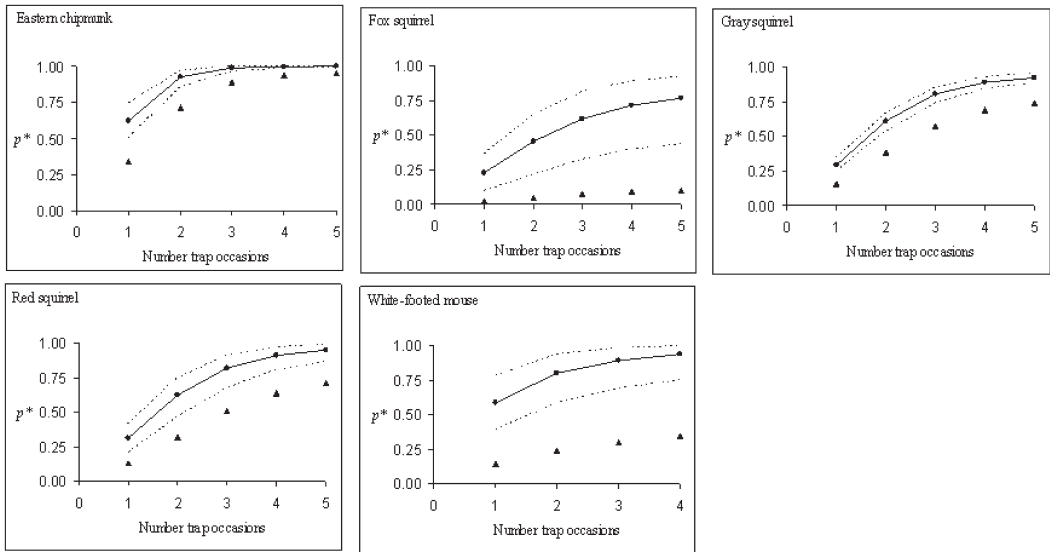 Eastern chipmunk
1.00
0.75
p*
0.50
0.25
0.00
0 1 2 3 4 5
Number trap occasions
Fox squirrel
1.00
0.75
p*
0.50
0.25
0.00
0 1 2 3 4 5
Number trap occasions
Gray squirrel
1.00
0.75
p*
0.50
0.25
0.00
0 1 2 3 4 5
Number trap occasions
Red squirrel
1.00
0.75
p*
0.50
0.25
0.00
0 1 2 3 4 5
Number trap occasions
White-footed mouse
1.00
0.75
p*
0.50
0.25
0.00
0 1 2 3 4
Number trap occasions